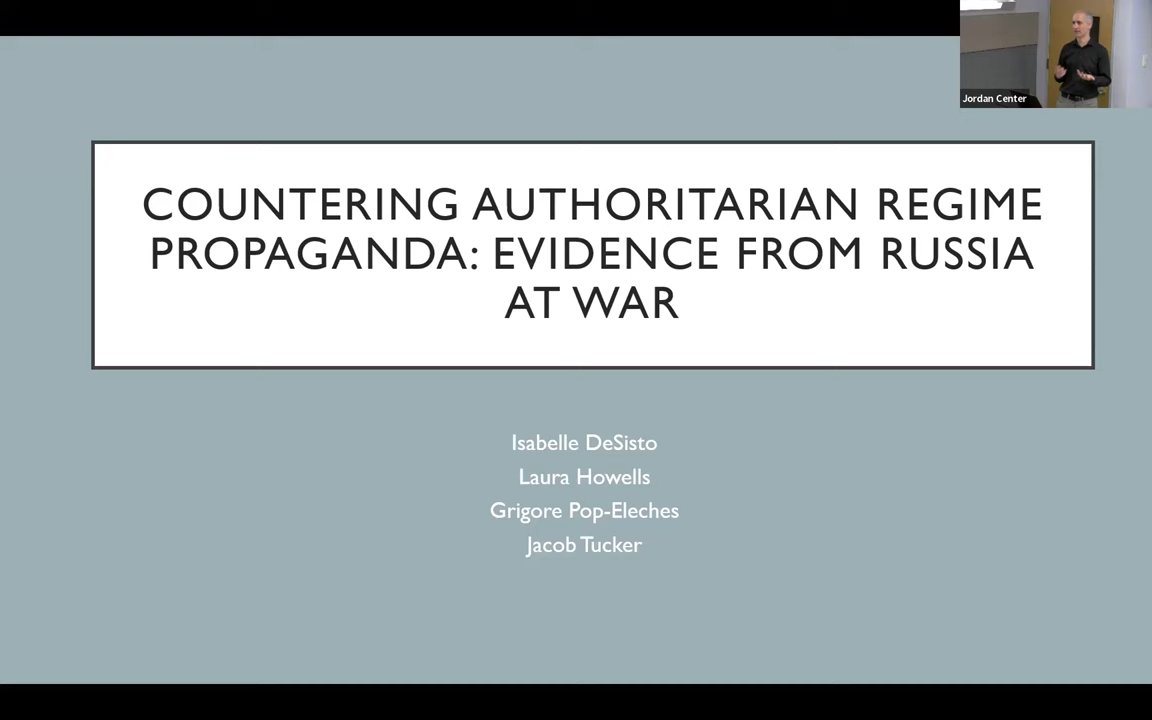 Jordan Center
COUNTERING AUTHORITARIAN REGIME
PROPAGANDA: EVIDENCE FROM RUSSIA
AT WAR
Isabelle DeSisto
Laura Howells
Grigore Pop-Eleches
Jacob Tucker